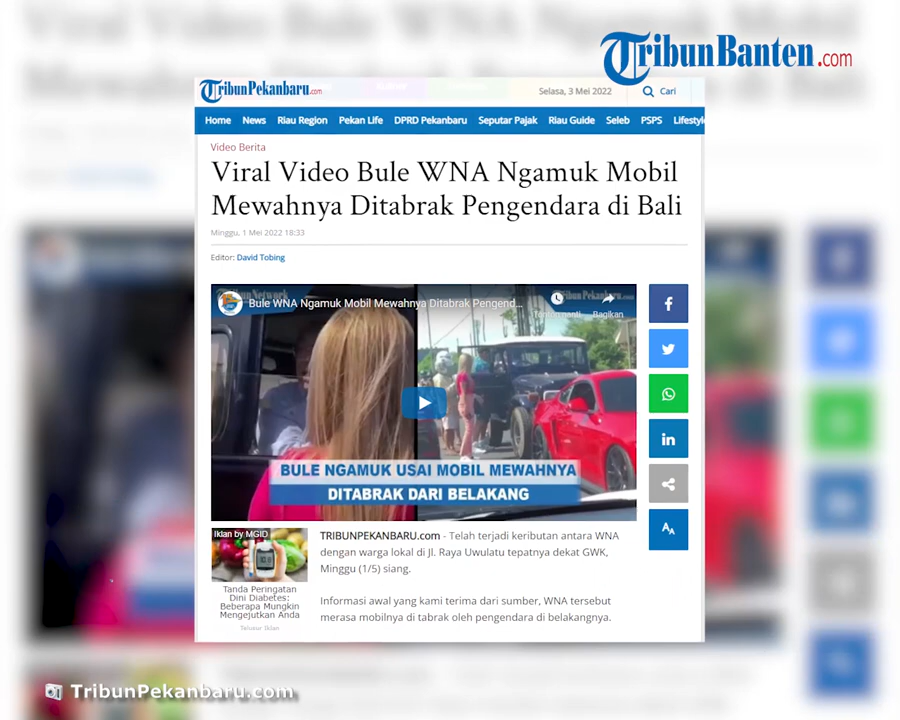 TribunBanten.com
TribunPekanbaru.com
Selasa, 3 Mei 2022
Cari
Home News Riau Region Pekan Life DPRD Pekanbaru Seputar Pajak Riau Guide Seleb PSPS Lifestyle
Video Berita
Viral Video Bule WNA Ngamuk Mobil
Mewahnya Ditabrak Pengendara di Bali
Minggu, 1 Mei 2022 18:33
Editor: David Tobing
Tribun Network
Bule WNA Ngamuk Mobil Mewahnya Ditabrak Pengend...
Tonton nanti Bagikan
BULE NGAMUK USAI MOBIL MEWAHNYA
DITABRAK DARI BELAKANG
Iklan by MGID
Tanda Peringatan
Dini Diabetes:
Beberapa Mungkin
Mengejutkan Anda
Telusur Iklan
TRIBUNPEKANBARU.com - Telah terjadi keributan antara WNA
dengan warga lokal di Jl. Raya Uwulatu tepatnya dekat GWK,
Minggu (1/5) siang.
Informasi awal yang kami terima dari sumber, WNA tersebut
merasa mobilnya di tabrak oleh pengendara di belakangnya.
TribunPekanbaru.com